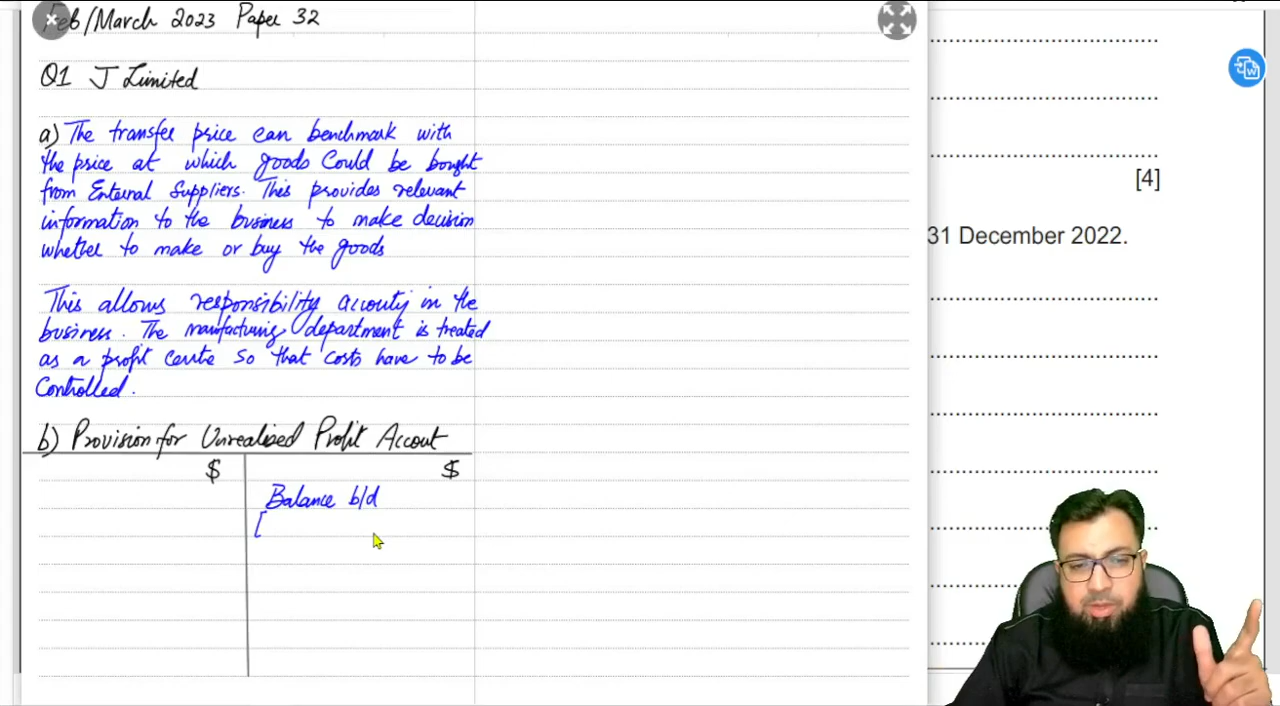 Feb/March 2023 Paper 32
Q1 J Limited
a) The transfer price can benchmark with
the price at which goods Could be bought
from External Suppliers. This provides relevant
information to the business to make decision
whether to make or buy the goods
This allows responsibility accouty in the
business. The manufacturing department is treated
as a profit centre so that costs have to be
Controlled.
b) Provision for Unrealised Profit Account
$ $
Balance b/d
[
[4]
31 December 2022.